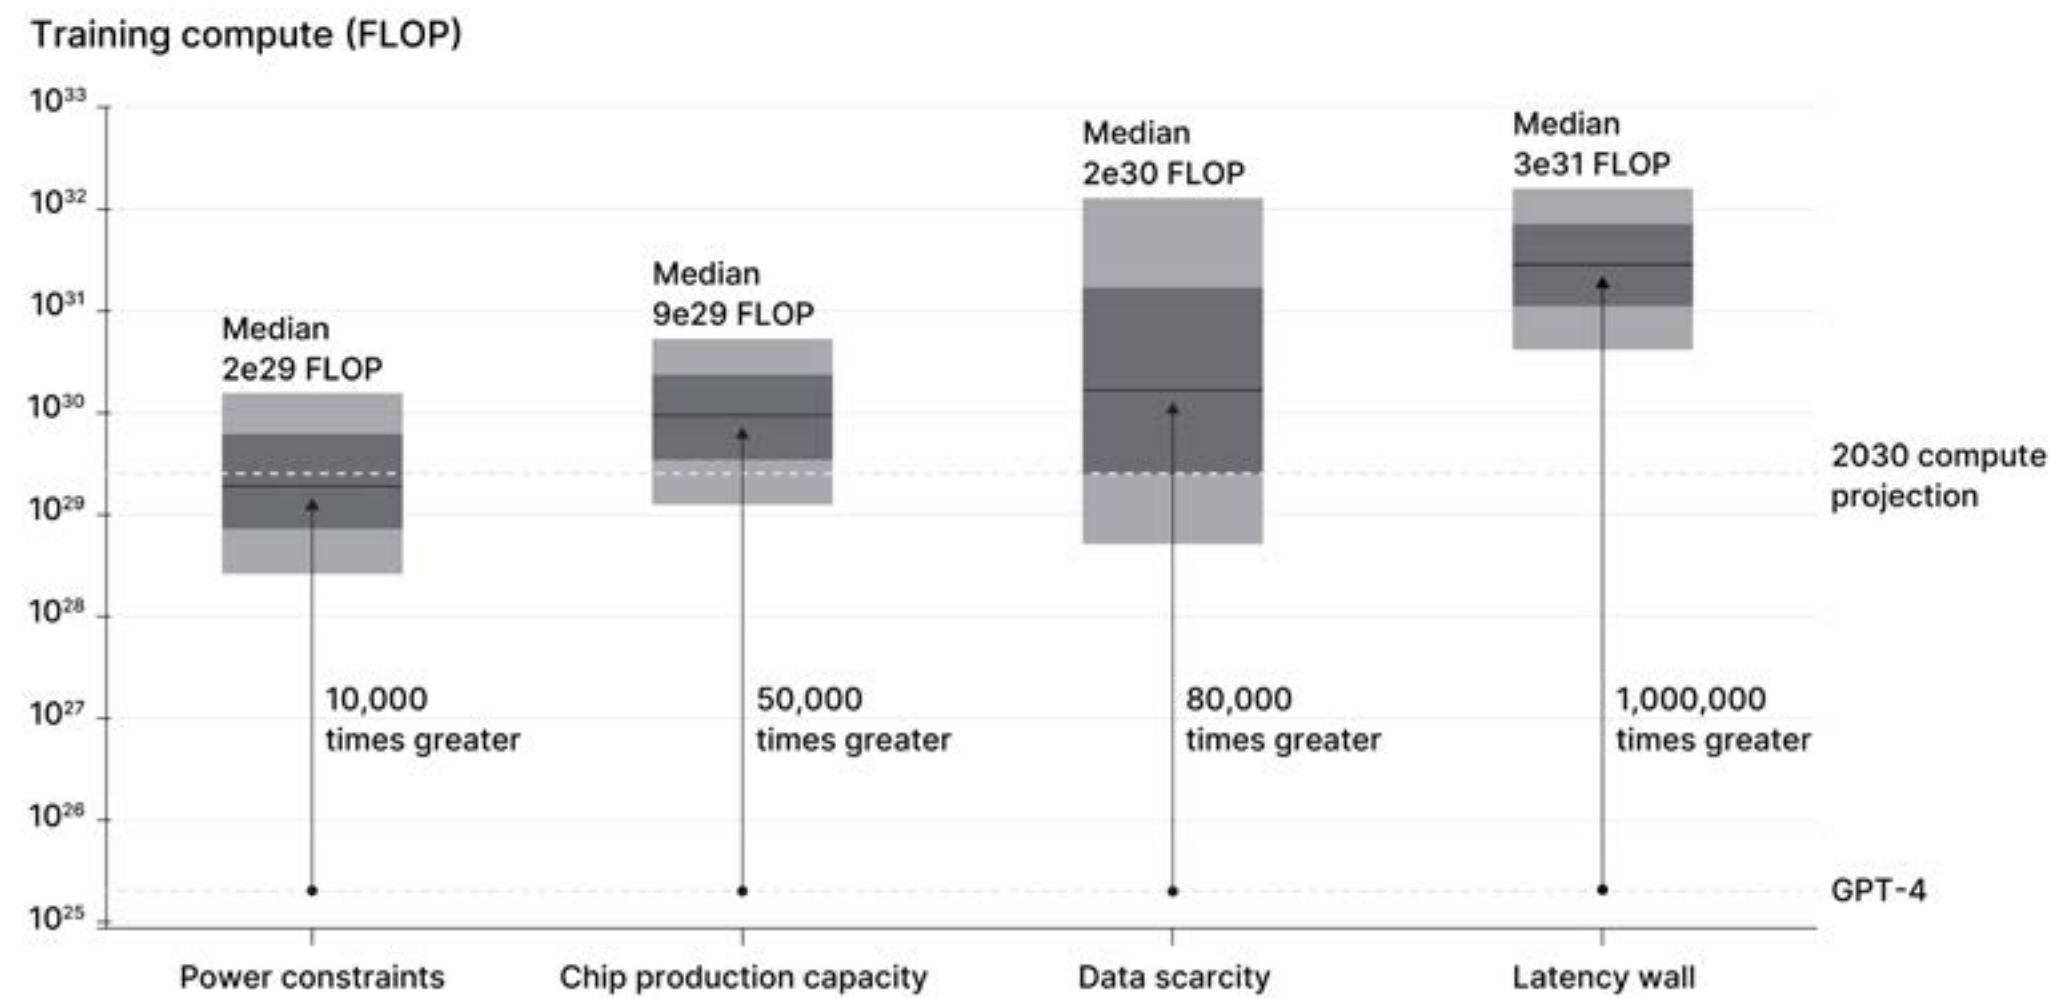 Training compute (FLOP)
10³³
10³²
10³¹
10³⁰
10²⁹
10²⁸
10²⁷
10²⁶
10²⁵
Median
2e29 FLOP
Median
9e29 FLOP
Median
2e30 FLOP
Median
3e31 FLOP
2030 compute
projection
10,000
times greater
50,000
times greater
80,000
times greater
1,000,000
times greater
GPT-4
Power constraints
Chip production capacity
Data scarcity
Latency wall